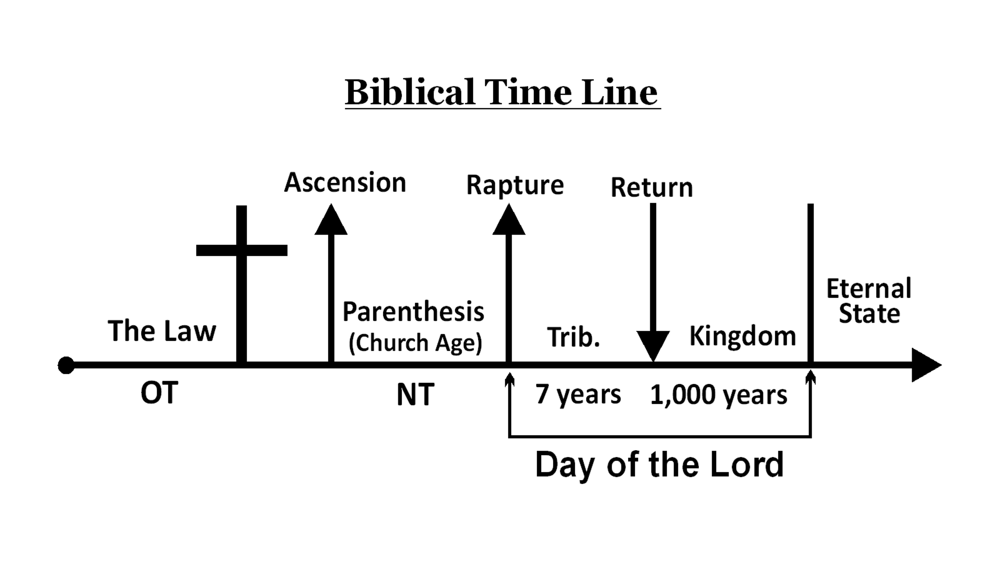 Biblical Time Line
Ascension
Rapture
Return
The Law
Parenthesis
(Church Age)
Trib.
Kingdom
Eternal
State
OT
NT
7 years
1,000 years
Day of the Lord